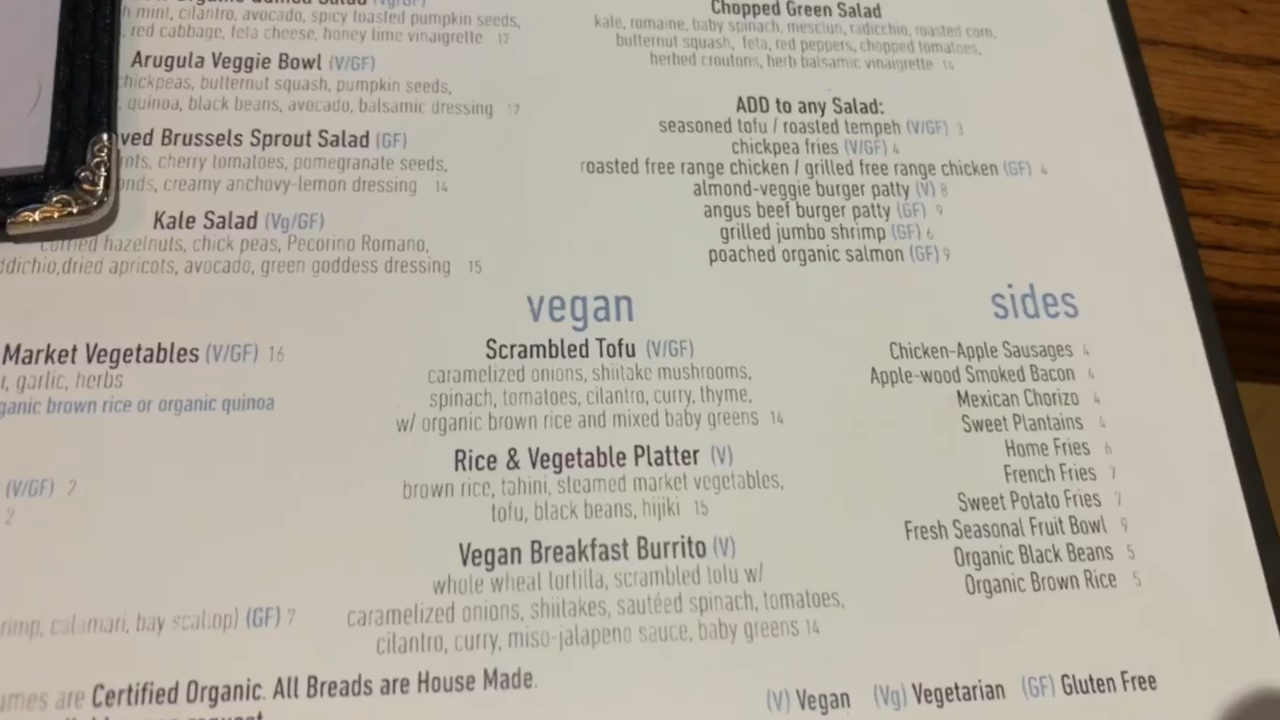 mint, cilantro, avocado, spicy toasted pumpkin seeds,
red cabbage, feta cheese, honey lime vinaigrette 17
Arugula Veggie Bowl (V/GF)
chickpeas, butternut squash, pumpkin seeds,
quinoa, black beans, avocado, balsamic dressing 17
ved Brussels Sprout Salad (GF)
rots, cherry tomatoes, pomegranate seeds,
onds, creamy anchovy-lemon dressing 14
Kale Salad (Vg/GF)
hazelnuts, chick peas, Pecorino Romano,
ddichio,dried apricots, avocado, green goddess dressing 15
Chopped Green Salad
kale, romaine, baby spinach, mesclun, radicchio, roasted corn,
butternut squash, feta, red peppers, chopped tomatoes,
herbed croutons, herb balsamic vinaigrette 14
ADD to any Salad:
seasoned tofu / roasted tempeh (V/GF) 3
chickpea fries (V/GF) 4
roasted free range chicken / grilled free range chicken (GF) 4
almond-veggie burger patty (V) 8
angus beef burger patty (GF) 9
grilled jumbo shrimp (GF) 6
poached organic salmon (GF) 9
Market Vegetables (V/GF) 16
r, garlic, herbs
ganic brown rice or organic quinoa
(V/GF) 2
2
rimp, calamari, bay scallop) (GF) 7
vegan
Scrambled Tofu (V/GF)
caramelized onions, shiitake mushrooms,
spinach, tomatoes, cilantro, curry, thyme,
w/ organic brown rice and mixed baby greens 14
Rice & Vegetable Platter (V)
brown rice, tahini, steamed market vegetables,
tofu, black beans, hijiki 15
Vegan Breakfast Burrito (V)
whole wheat tortilla, scrambled tofu w/
caramelized onions, shiitakes, sautéed spinach, tomatoes,
cilantro, curry, miso-jalapeno sauce, baby greens 14
sides
Chicken-Apple Sausages 4
Apple-wood Smoked Bacon 4
Mexican Chorizo 4
Sweet Plantains 4
Home Fries 6
French Fries 7
Sweet Potato Fries 7
Fresh Seasonal Fruit Bowl 9
Organic Black Beans 5
Organic Brown Rice 5
umes are Certified Organic. All Breads are House Made.
(V) Vegan (Vg) Vegetarian (GF) Gluten Free